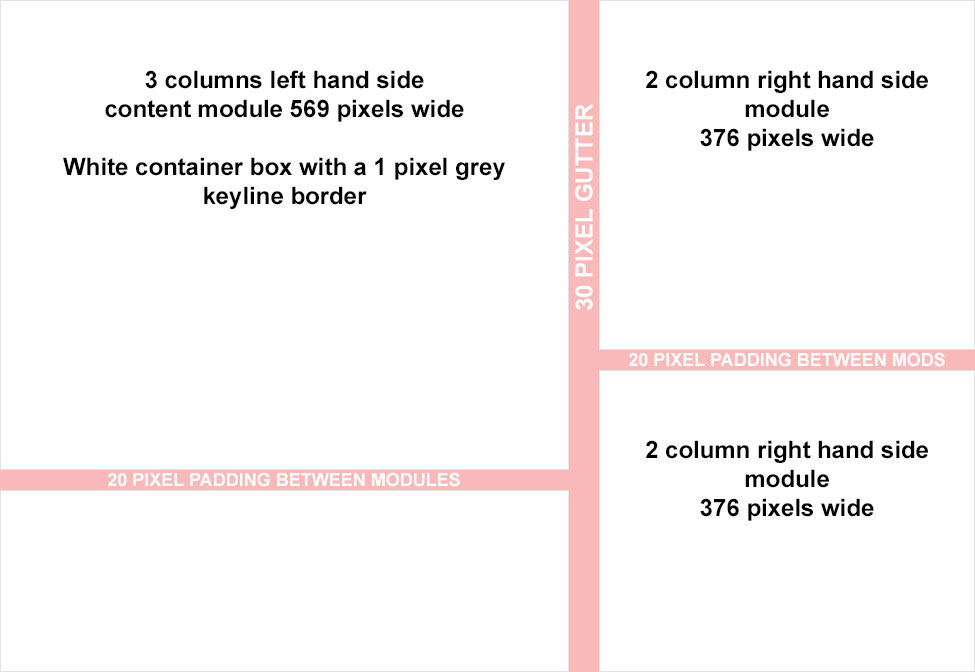 3 columns left hand side
content module 569 pixels wide
White container box with a 1 pixel grey
keyline border
20 PIXEL PADDING BETWEEN MODULES
30 PIXEL GUTTER
2 column right hand side
module
376 pixels wide
20 PIXEL PADDING BETWEEN MODS
2 column right hand side
module
376 pixels wide